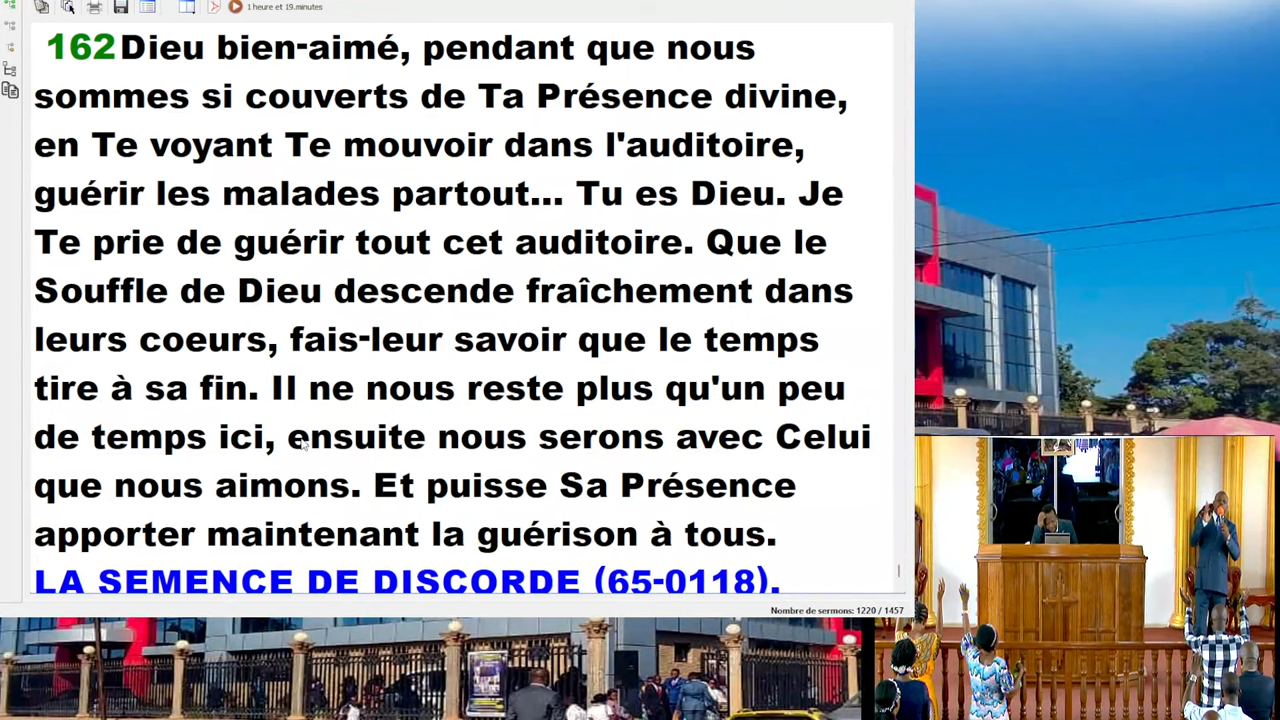 1 heure et 19.minutes
162 Dieu bien-aimé, pendant que nous
sommes si couverts de Ta Présence divine,
en Te voyant Te mouvoir dans l'auditoire,
guérir les malades partout... Tu es Dieu. Je
Te prie de guérir tout cet auditoire. Que le
Souffle de Dieu descende fraîchement dans
leurs coeurs, fais-leur savoir que le temps
tire à sa fin. Il ne nous reste plus qu'un peu
de temps ici, ensuite nous serons avec Celui
que nous aimons. Et puisse Sa Présence
apporter maintenant la guérison à tous.
LA SEMENCE DE DISCORDE (65-0118).
Nombre de sermons: 1220 / 1457